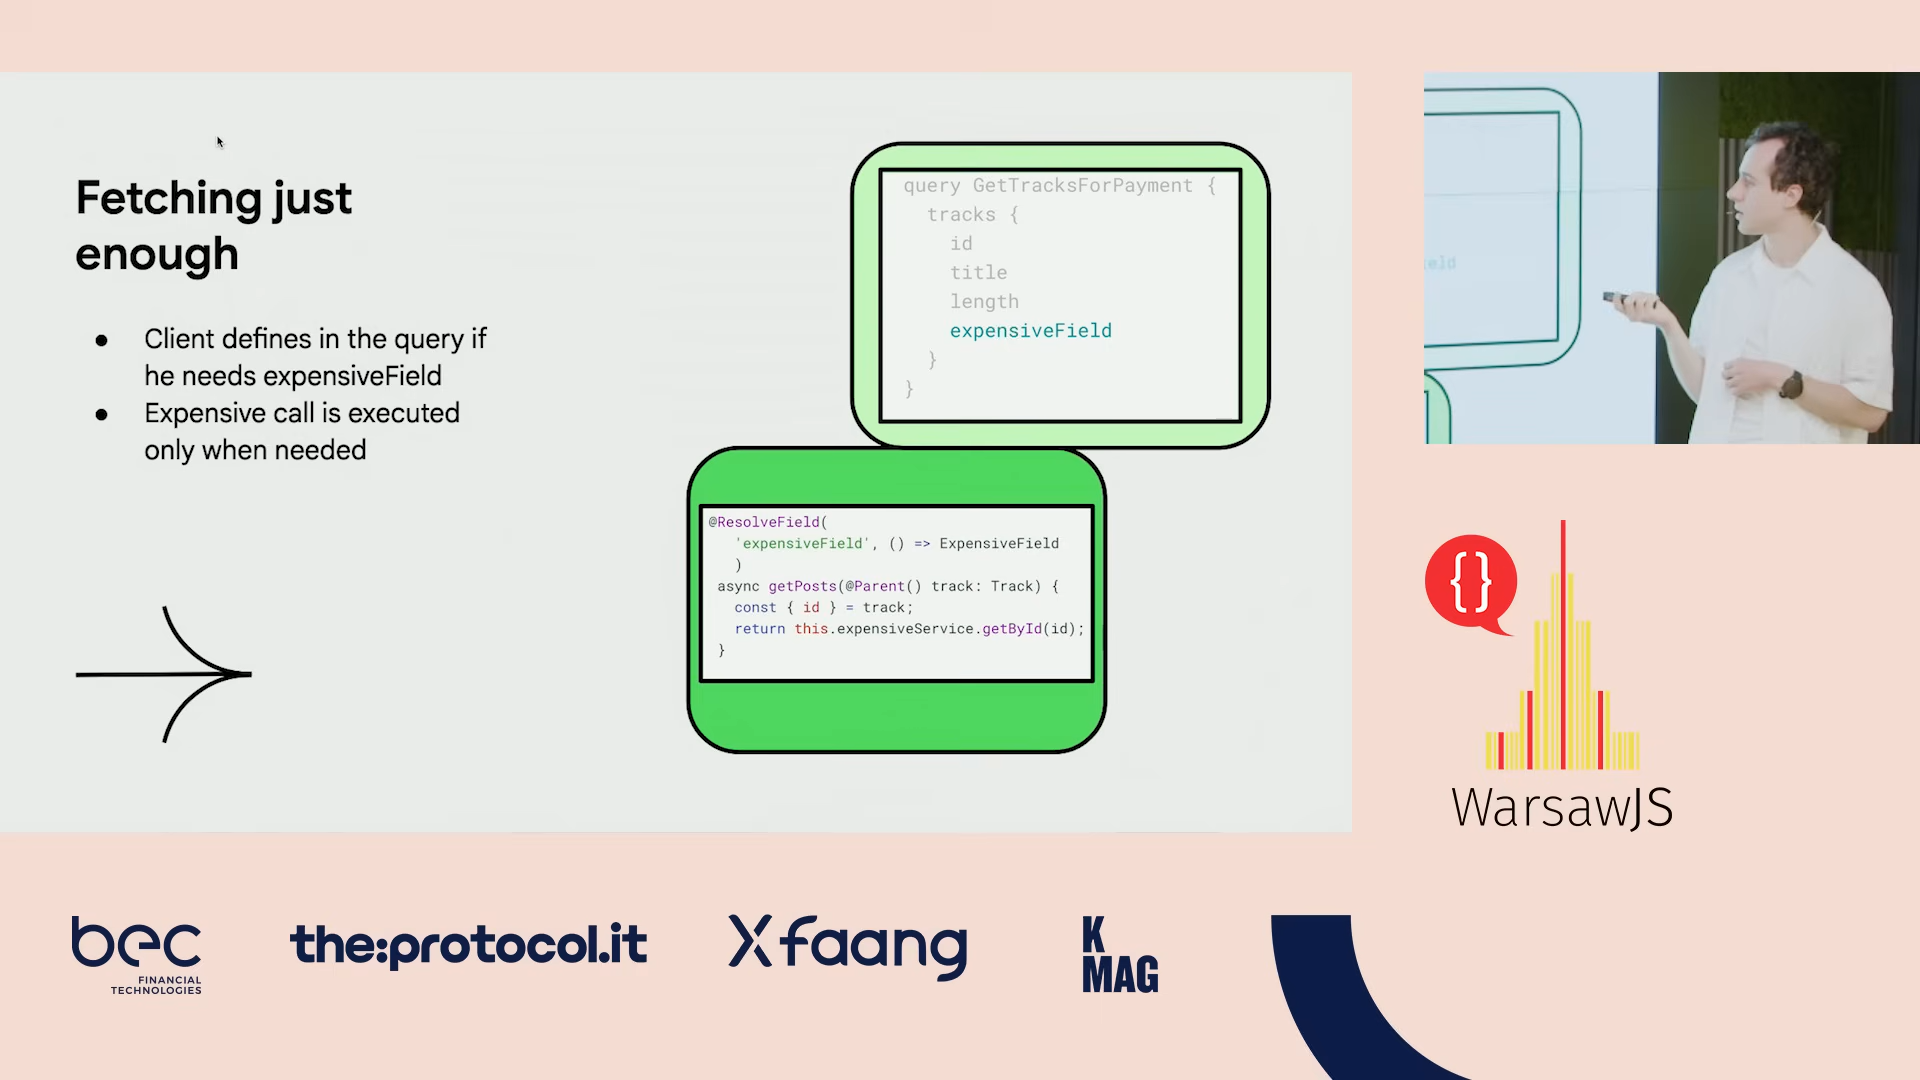 Fetching just
enough
● Client defines in the query if
he needs expensiveField
● Expensive call is executed
only when needed
query GetTracksForPayment {
tracks {
id
title
length
expensiveField
}
}
@ResolveField(
'expensiveField', () => ExpensiveField
)
async getPosts(@Parent() track: Track) {
const { id } = track;
return this.expensiveService.getById(id);
}
{}
WarsawJS
bec
FINANCIAL
TECHNOLOGIES
the:protocol.it
Xfaang
K
MAG